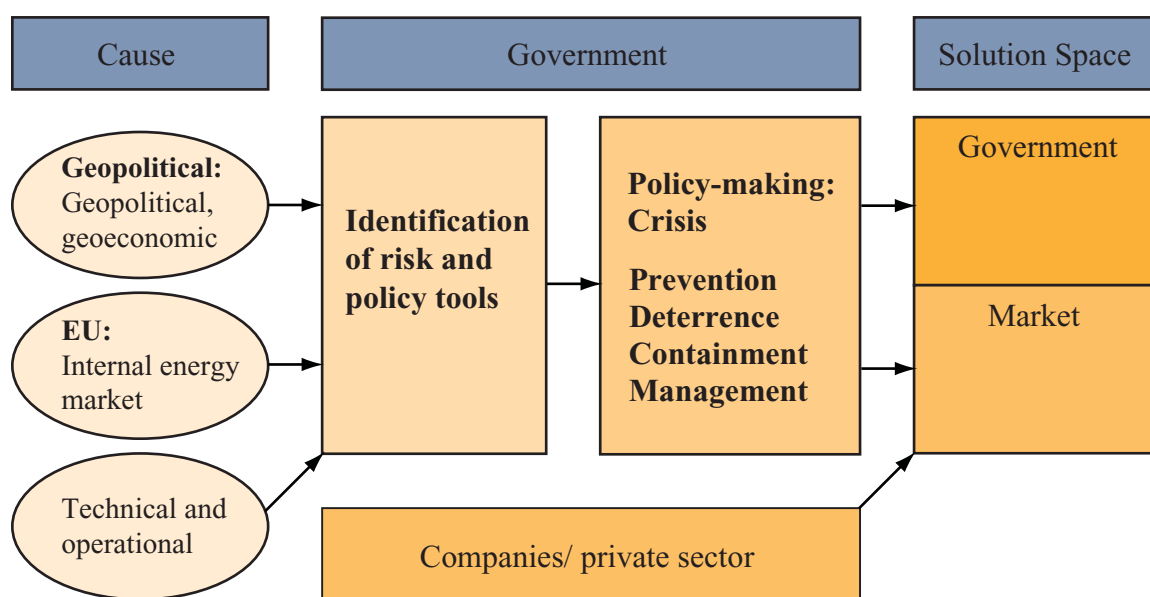 Cause
Government
Solution Space
Geopolitical:
Geopolitical,
geoeconomic
EU:
Internal energy
market
Technical and
operational
Identification
of risk and
policy tools
Policy-making:
Crisis
Prevention
Deterrence
Containment
Management
Government
Market
Companies/ private sector